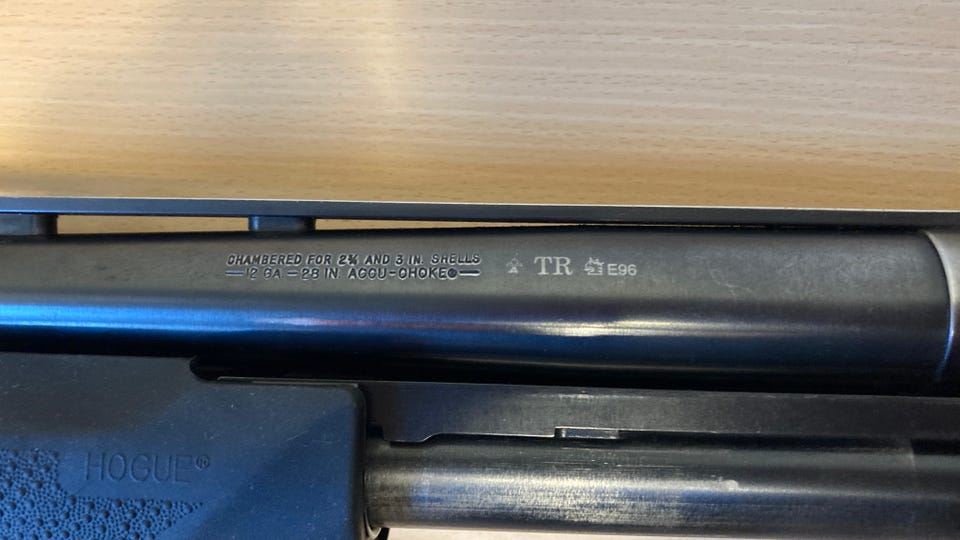 CHAMBERED FOR 2¾ AND 3 IN. SHELLS
12 GA — 28 IN. ACCU-CHOKE
TR E96
HOGUE®